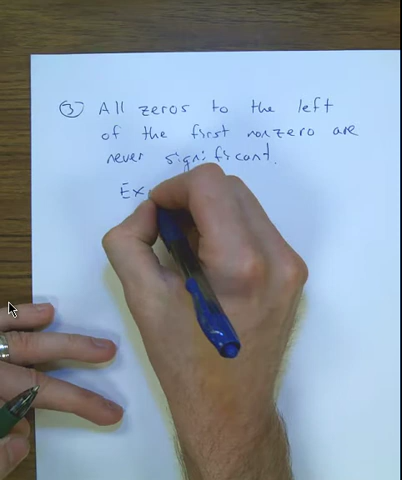 ③ All zeros to the left
of the first nonzero are
never significant.
Ex